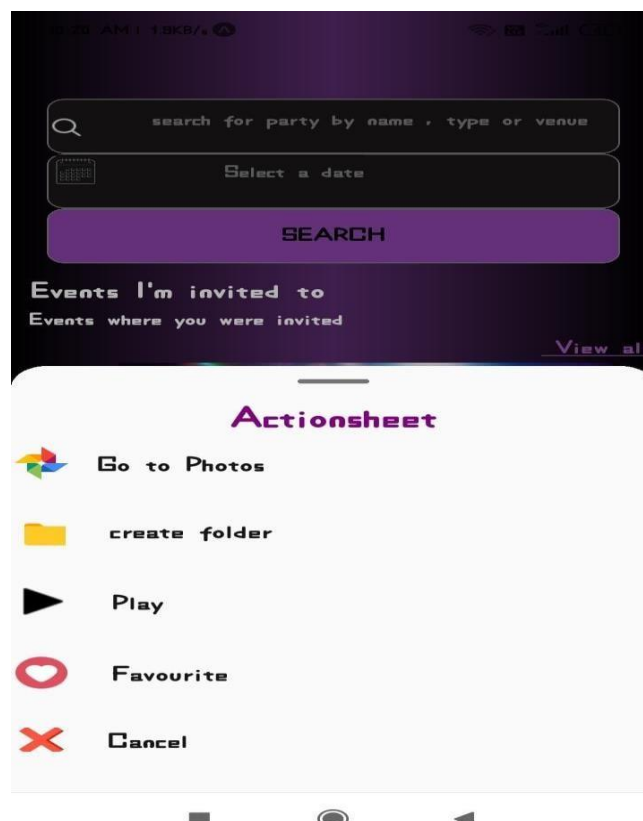 search for party by name , type or venue
Select a date
SEARCH
Events I'm invited to
Events where you were invited
View al
Actionsheet
Go to Photos
create folder
Play
Favourite
Cancel